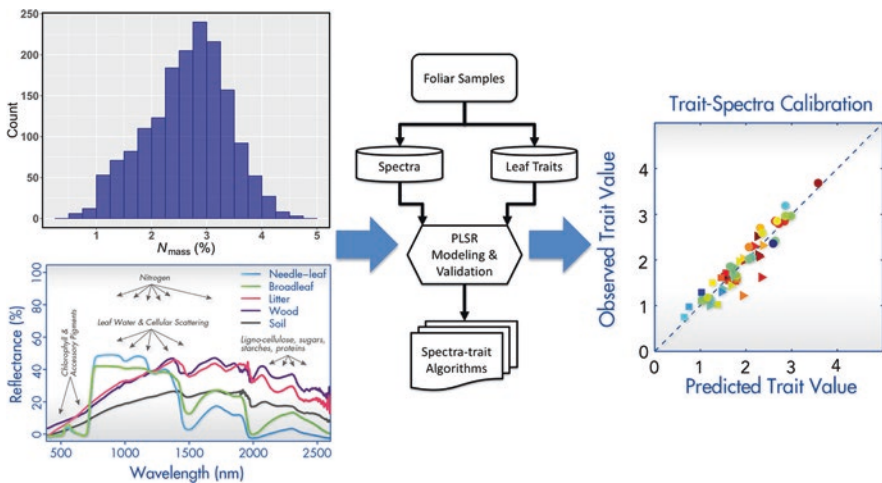 250
200
150
100
50
0
Count
1 2 3 4 5
Nmass (%)
100
80
60
40
20
0
Reflectance (%)
Nitrogen
Leaf Water & Cellular Scattering
Chlorophyll &
Accessory Pigments
Ligno-cellulose, sugars,
starches, proteins
Needle-leaf
Broadleaf
Litter
Wood
Soil
500 1000 1500 2000 2500
Wavelength (nm)
Foliar Samples
Spectra
Leaf Traits
PLSR
Modeling &
Validation
Spectra-trait
Algorithms
Trait-Spectra Calibration
Observed Trait Value
4
3
2
1
0
0 1 2 3 4
Predicted Trait Value